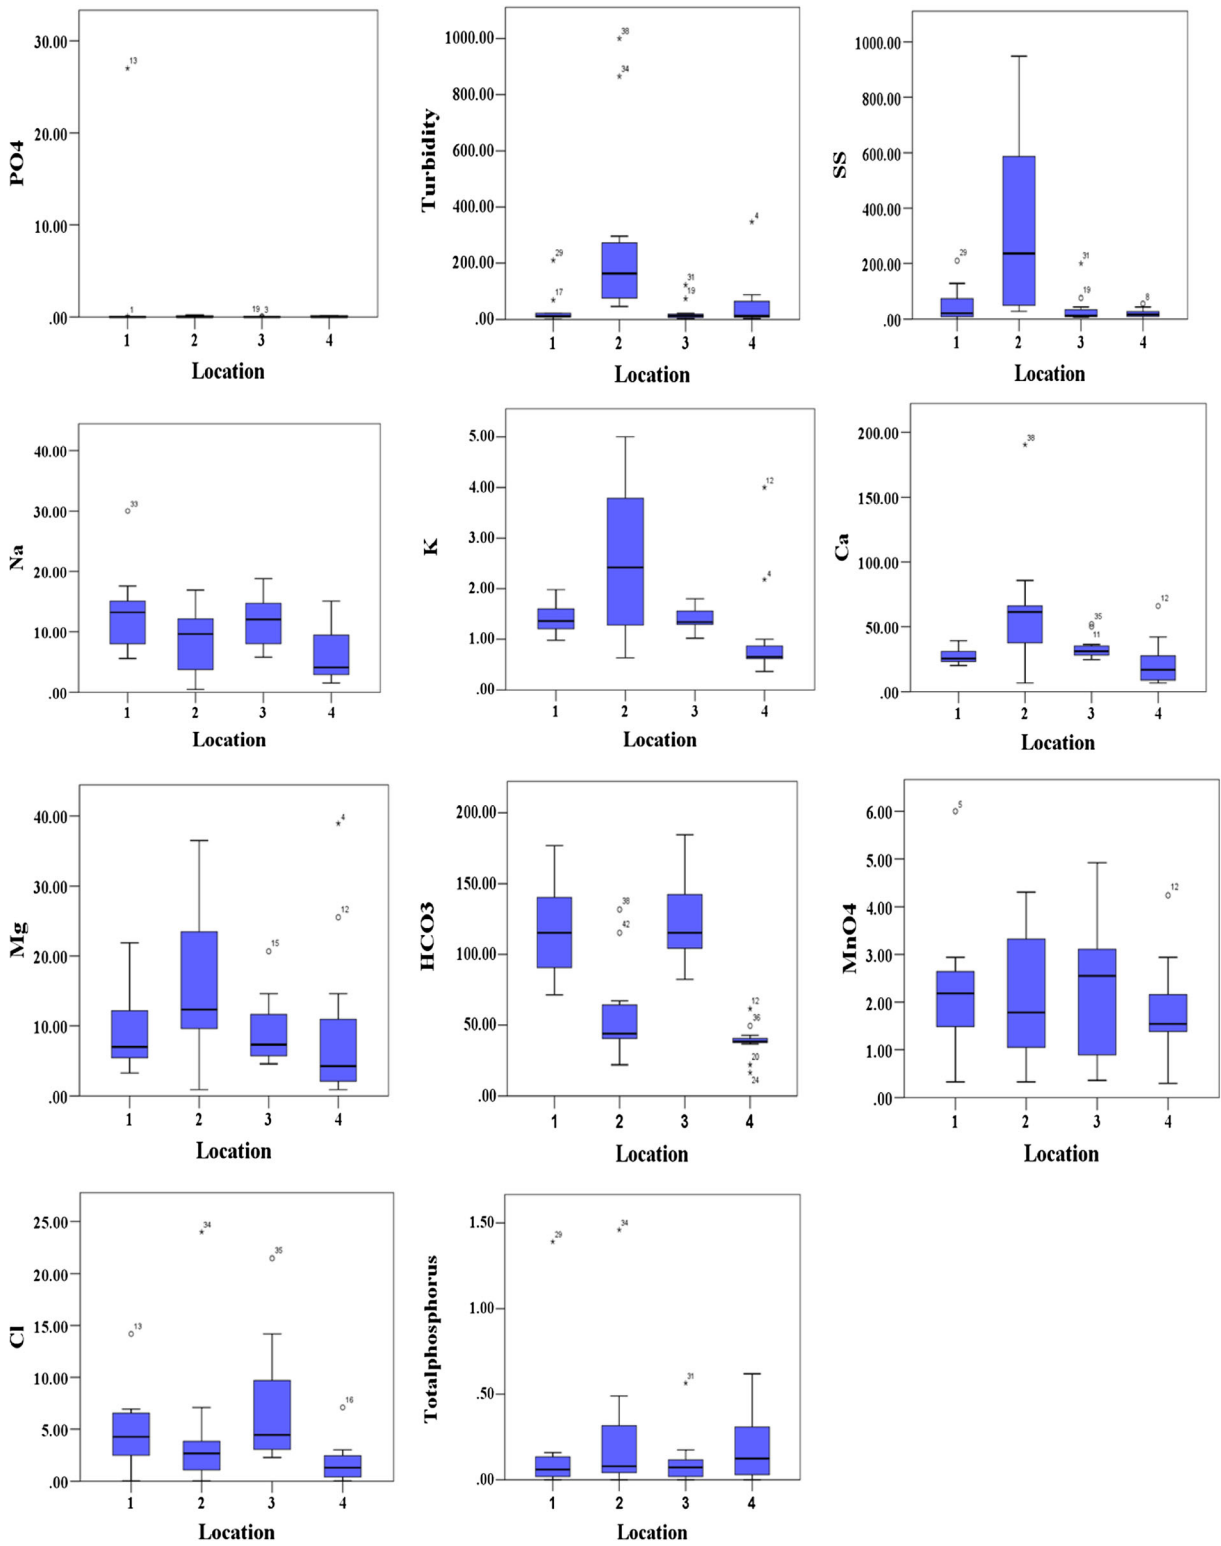 PO4
30.00
20.00
10.00
.00
13
1
19 3
1 2 3 4
Location
Turbidity
1000.00
800.00
600.00
400.00
200.00
.00
38
34
29
17
31
19
4
1 2 3 4
Location
SS
1000.00
800.00
600.00
400.00
200.00
.00
29
31
19
8
1 2 3 4
Location
Na
40.00
30.00
20.00
10.00
.00
33
1 2 3 4
Location
K
5.00
4.00
3.00
2.00
1.00
.00
12
4
1 2 3 4
Location
Ca
200.00
150.00
100.00
50.00
.00
38
35
11
12
1 2 3 4
Location
Mg
40.00
30.00
20.00
10.00
.00
15
4
12
1 2 3 4
Location
HCO3
200.00
150.00
100.00
50.00
.00
38
42
12
36
20
24
1 2 3 4
Location
MnO4
6.00
5.00
4.00
3.00
2.00
1.00
.00
5
12
1 2 3 4
Location
Cl
25.00
20.00
15.00
10.00
5.00
.00
13
34
35
16
1 2 3 4
Location
Totalphosphorus
1.50
1.00
.50
.00
29
34
31
1 2 3 4
Location